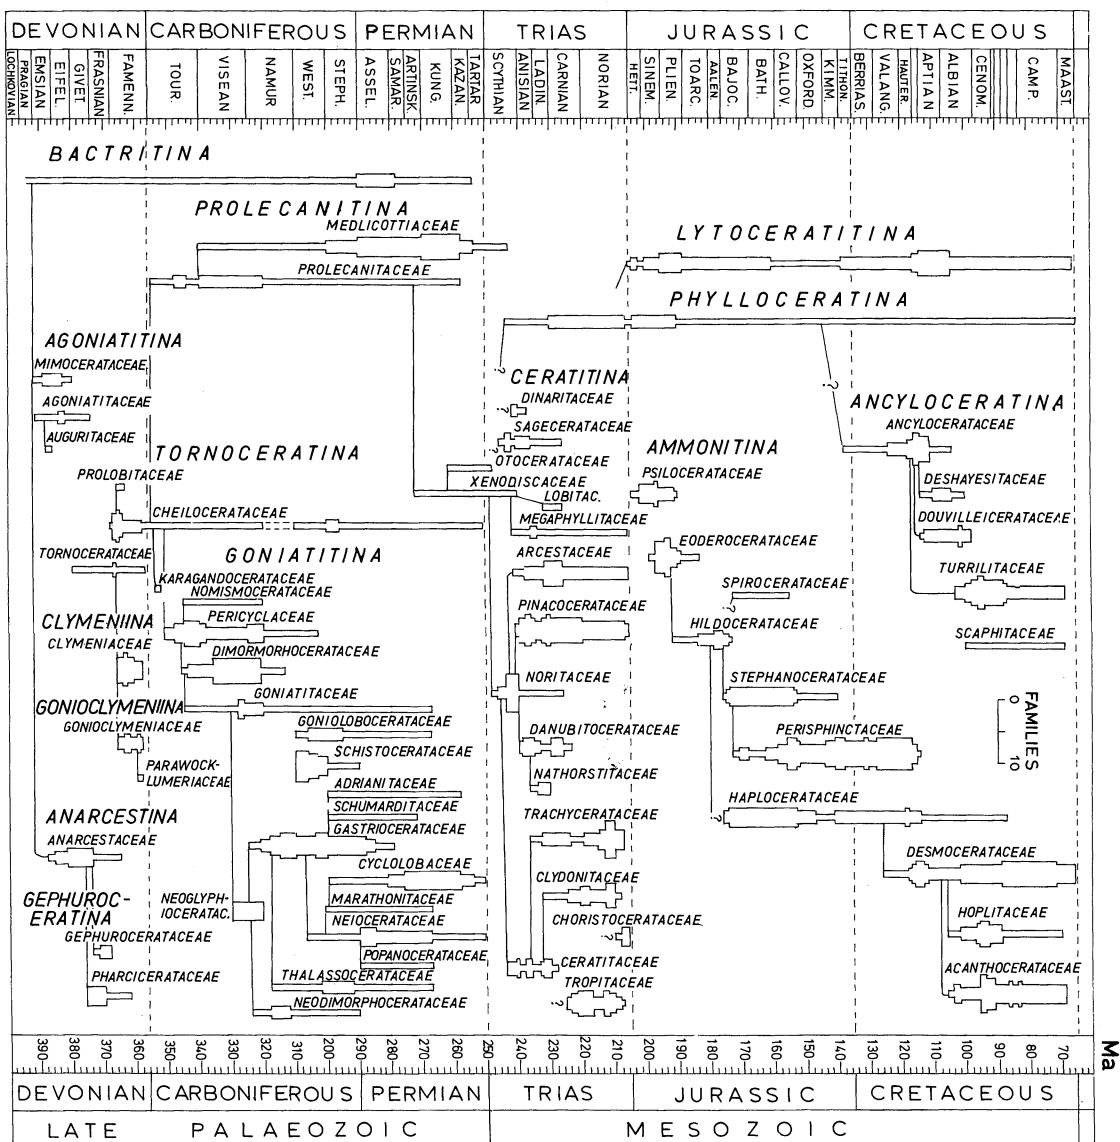 DEVONIAN CARBONIFEROUS PERMIAN TRIAS JURASSIC CRETACEOUS
LOCHKOVIAN PRAGIAN EMSIAN EIFEL. GIVET. FRASNIAN FAMENN. TOUR. VISEAN NAMUR WEST. STEPH. ASSEL. SAMAR. ARTINSK. KUNG. KAZAN. TARTAR SCYTHIAN ANISIAN LADIN. CARNIAN NORIAN HETT. SINEM. PLIEN. TOARC. AALEN. BAJOC. BATH. CALLOV. OXFORD KIMM. TITHON. BERRIAS. VALANG. HAUTER. APTIAN ALBIAN CENOM. CAMP. MAAST.
BACTRITINA
PROLECANITINA
MEDLICOTTIACEAE
LYTOCERATITINA
PROLECANITACEAE
PHYLLOCERATINA
AGONIATITINA
?
MIMOCERATACEAE
CERATITINA
?
AGONIATITACEAE
DINARITACEAE
?
ANCYLOCERATINA
AUGURITACEAE
SAGECERATACEAE
?
ANCYLOCERATACEAE
TORNOCERATINA
AMMONITINA
OTOCERATACEAE
PROLOBITACEAE
PSILOCERATACEAE
XENODISCACEAE
DESHAYESITACEAE
LOBITAC.
CHEILOCERATACEAE
MEGAPHYLLITACEAE
DOUVILLEICERATACEAE
TORNOCERATACEAE
GONIATITINA
ARCESTACEAE
EODEROCERATACEAE
TURRILITACEAE
KARAGANDOCERATACEAE
NOMISMOCERATACEAE
SPIROCERATACEAE
?
CLYMENIINA
PERICYCLACEAE
PINACOCERATACEAE
HILDOCERATACEAE
SCAPHITACEAE
CLYMENIACEAE
DIMORMORHOCERATACEAE
NORITACEAE
STEPHANOCERATACEAE
GONIOCLYMENIINA
GONIATITACEAE
FAMILIES
0
10
GONIOCLYMENIACEAE
GONIOLOBOCERATACEAE
DANUBITOCERATACEAE
PERISPHINCTACEAE
SCHISTOCERATACEAE
PARAWOCK-
LUMERIACEAE
NATHORSTITACEAE
ADRIANITACEAE
HAPLOCERATACEAE
?
ANARCESTINA
SCHUMARDITACEAE
TRACHYCERATACEAE
ANARCESTACEAE
GASTRIOCERATACEAE
DESMOCERATACEAE
CYCLOLOBACEAE
CLYDONITACEAE
GEPHUROC-
ERATINA
NEOGLYPH-
IOCERATAC.
MARATHONITACEAE
NEIOCERATACEAE
CHORISTOCERATACEAE
?
HOPLITACEAE
GEPHUROCERATACEAE
POPANOCERATACEAE
CERATITACEAE
ACANTHOCERATACEAE
PHARCICERATACEAE
THALASSOCERATACEAE
TROPITACEAE
?
NEODIMORPHOCERATACEAE
390 380 370 360 350 340 330 320 310 300 290 280 270 260 250 240 230 220 210 200 190 180 170 160 150 140 130 120 110 100 90 80 70 Ma
DEVONIAN CARBONIFEROUS PERMIAN TRIAS JURASSIC CRETACEOUS
LATE PALAEOZOIC MESOZOIC